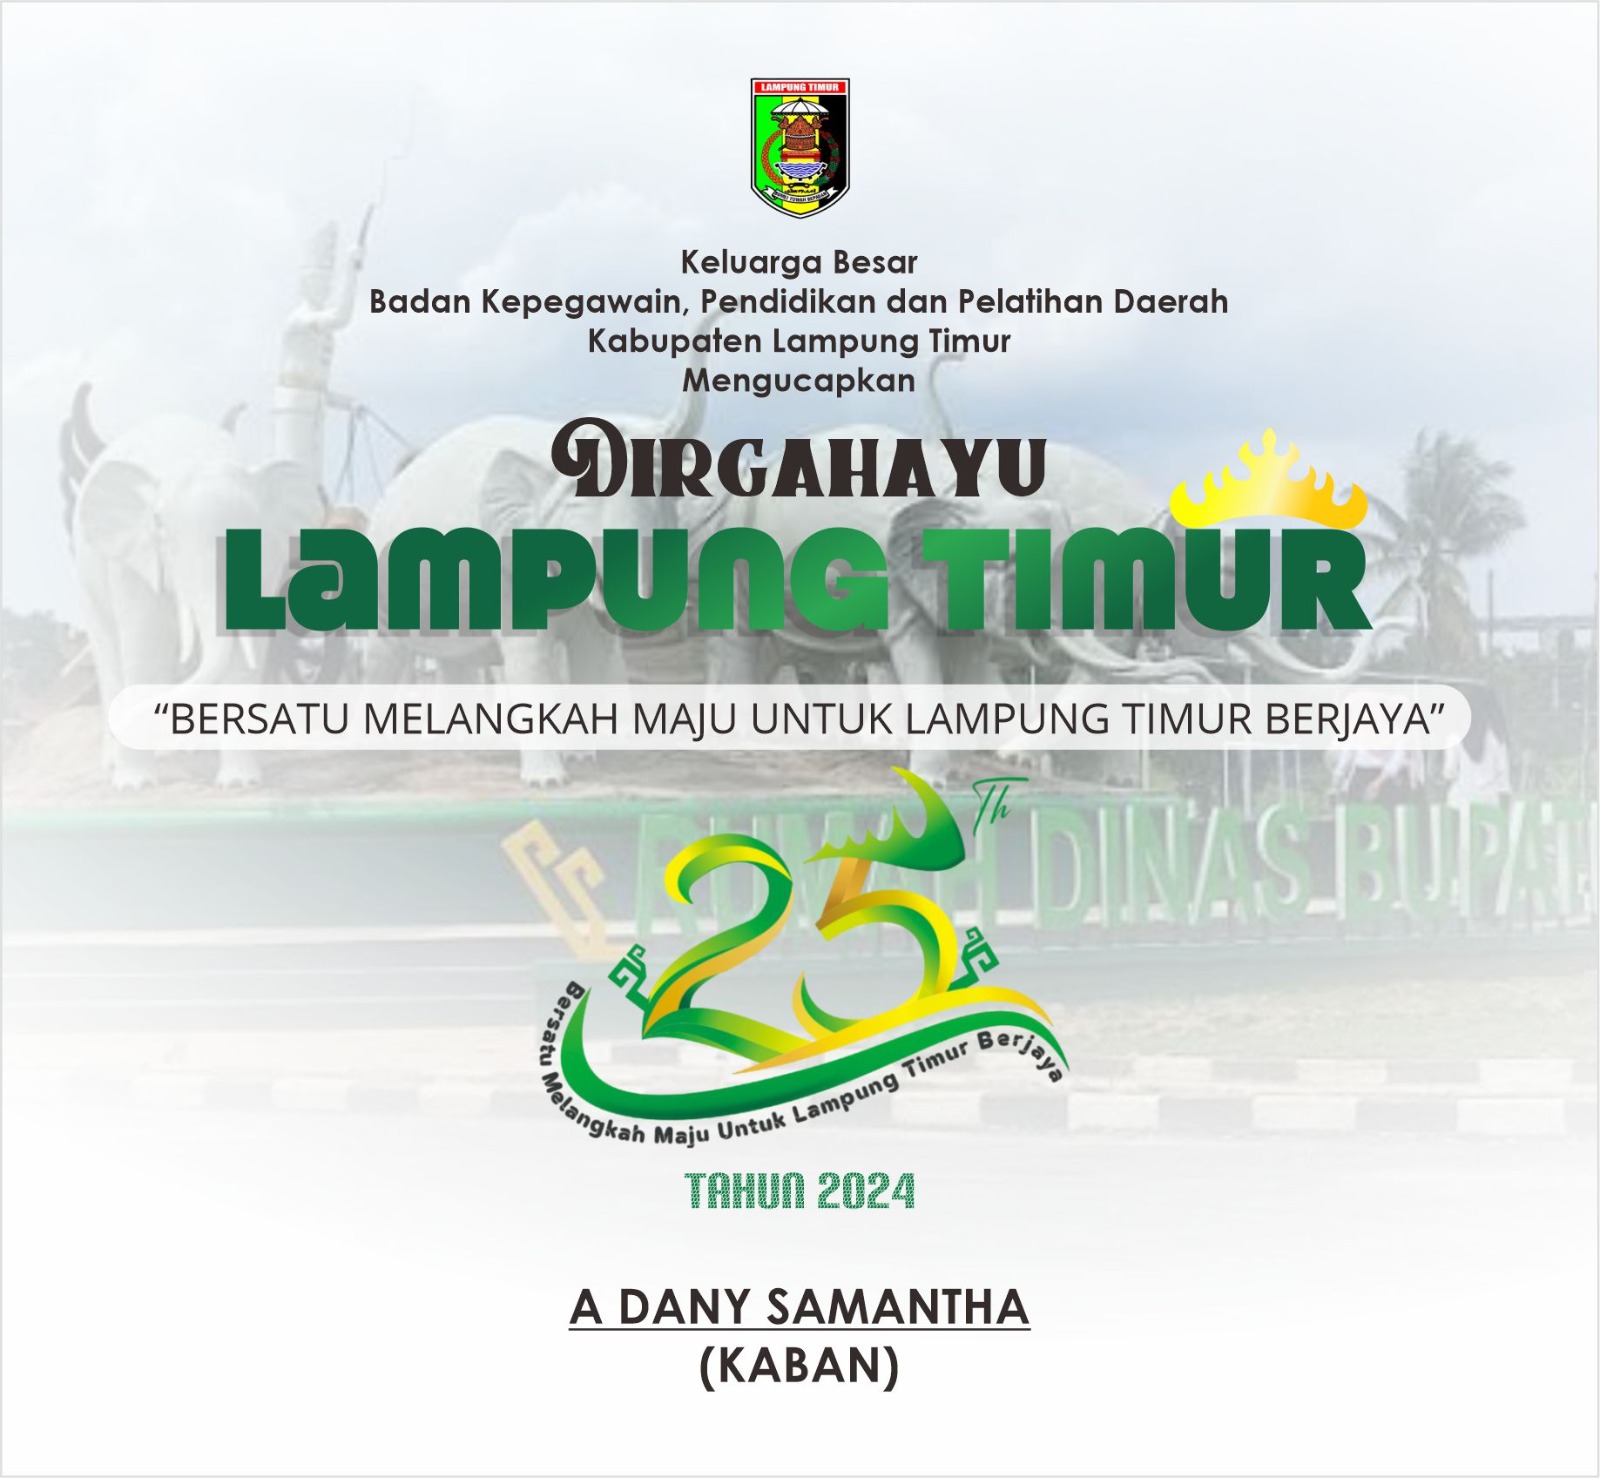 LAMPUNG TIMUR
Keluarga Besar
Badan Kepegawain, Pendidikan dan Pelatihan Daerah
Kabupaten Lampung Timur
Mengucapkan
DIRGAHAYU
LAMPUNG TIMUR
“BERSATU MELANGKAH MAJU UNTUK LAMPUNG TIMUR BERJAYA”
RUMAH DINAS BUPATI
25 Th
Bersatu Melangkah Maju Untuk Lampung Timur Berjaya
TAHUN 2024
A DANY SAMANTHA
(KABAN)